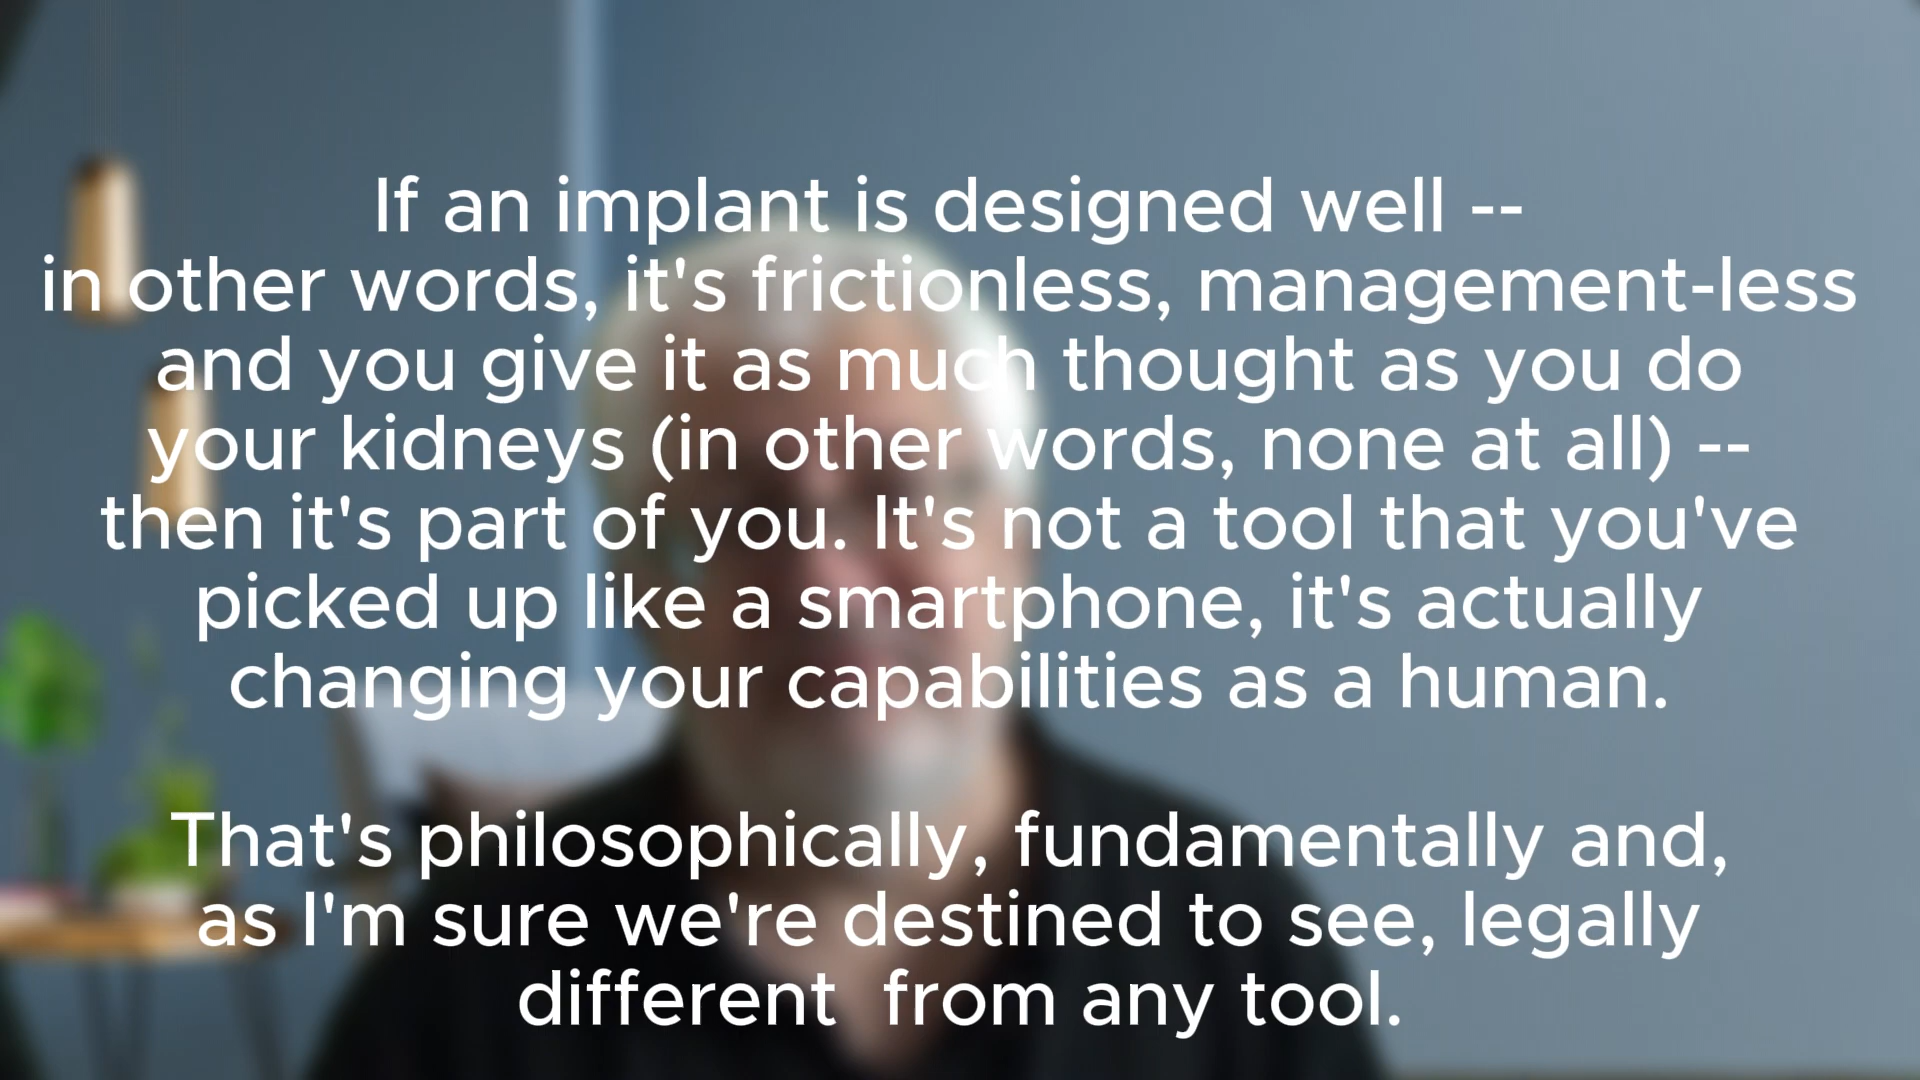 If an implant is designed well --
in other words, it's frictionless, management-less
and you give it as much thought as you do
your kidneys (in other words, none at all) --
then it's part of you. It's not a tool that you've
picked up like a smartphone, it's actually
changing your capabilities as a human.
That's philosophically, fundamentally and,
as I'm sure we're destined to see, legally
different  from any tool.